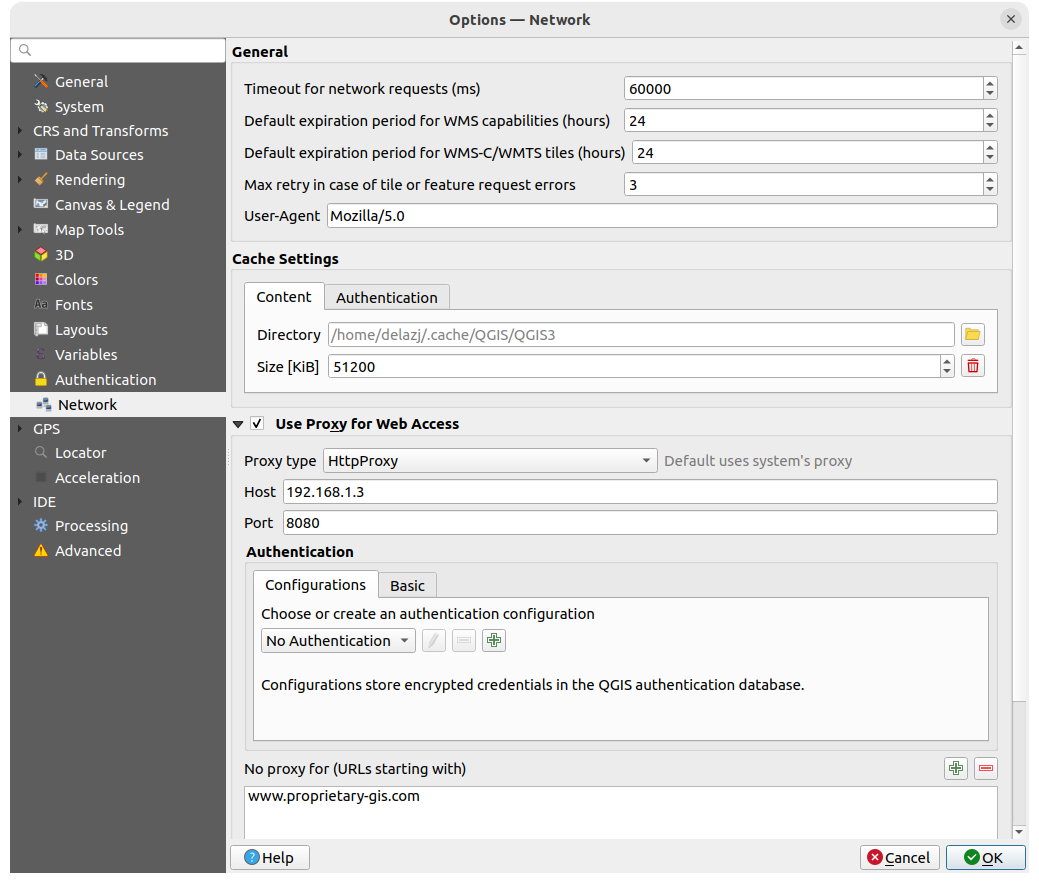 Options — Network
General
System
CRS and Transforms
Data Sources
Rendering
Canvas & Legend
Map Tools
3D
Colors
Aa Fonts
Layouts
Variables
Authentication
Network
GPS
Locator
Acceleration
IDE
Processing
Advanced
General
Timeout for network requests (ms) 60000
Default expiration period for WMS capabilities (hours) 24
Default expiration period for WMS-C/WMTS tiles (hours) 24
Max retry in case of tile or feature request errors 3
User-Agent Mozilla/5.0
Cache Settings
Content Authentication
Directory /home/delazj/.cache/QGIS/QGIS3
Size [KiB] 51200
Use Proxy for Web Access
Proxy type HttpProxy Default uses system's proxy
Host 192.168.1.3
Port 8080
Authentication
Configurations Basic
Choose or create an authentication configuration
No Authentication
Configurations store encrypted credentials in the QGIS authentication database.
No proxy for (URLs starting with)
www.proprietary-gis.com
? Help Cancel OK